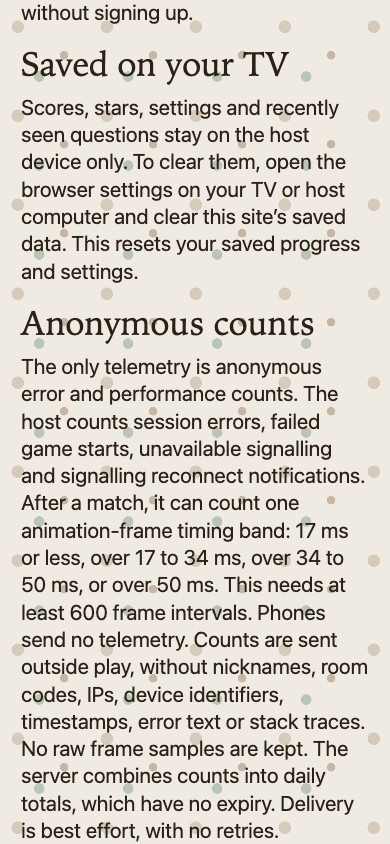 without signing up.
Saved on your TV
Scores, stars, settings and recently
seen questions stay on the host
device only. To clear them, open the
browser settings on your TV or host
computer and clear this site’s saved
data. This resets your saved progress
and settings.
Anonymous counts
The only telemetry is anonymous
error and performance counts. The
host counts session errors, failed
game starts, unavailable signalling
and signalling reconnect notifications.
After a match, it can count one
animation-frame timing band: 17 ms
or less, over 17 to 34 ms, over 34 to
50 ms, or over 50 ms. This needs at
least 600 frame intervals. Phones
send no telemetry. Counts are sent
outside play, without nicknames, room
codes, IPs, device identifiers,
timestamps, error text or stack traces.
No raw frame samples are kept. The
server combines counts into daily
totals, which have no expiry. Delivery
is best effort, with no retries.